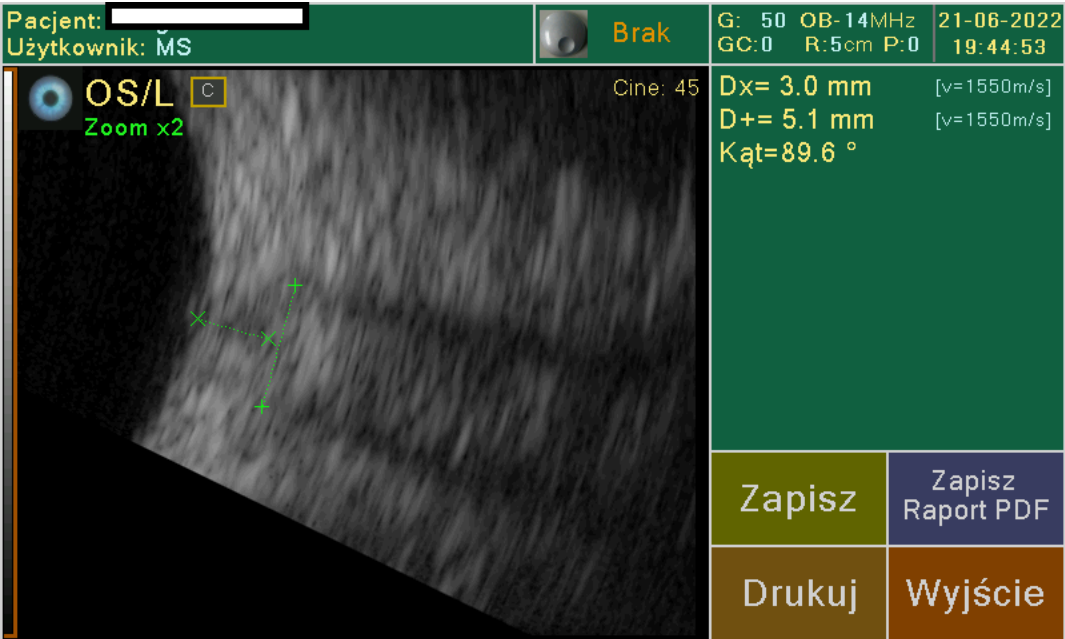 Pacjent:
Użytkownik: MS
Brak
G: 50 OB-14MHz
GC:0 R:5cm P:0
21-06-2022
19:44:53
OS/L C
Zoom x2
Cine: 45
Dx= 3.0 mm [v=1550m/s]
D+= 5.1 mm [v=1550m/s]
Kąt=89.6 °
Zapisz
Zapisz
Raport PDF
Drukuj
Wyjście